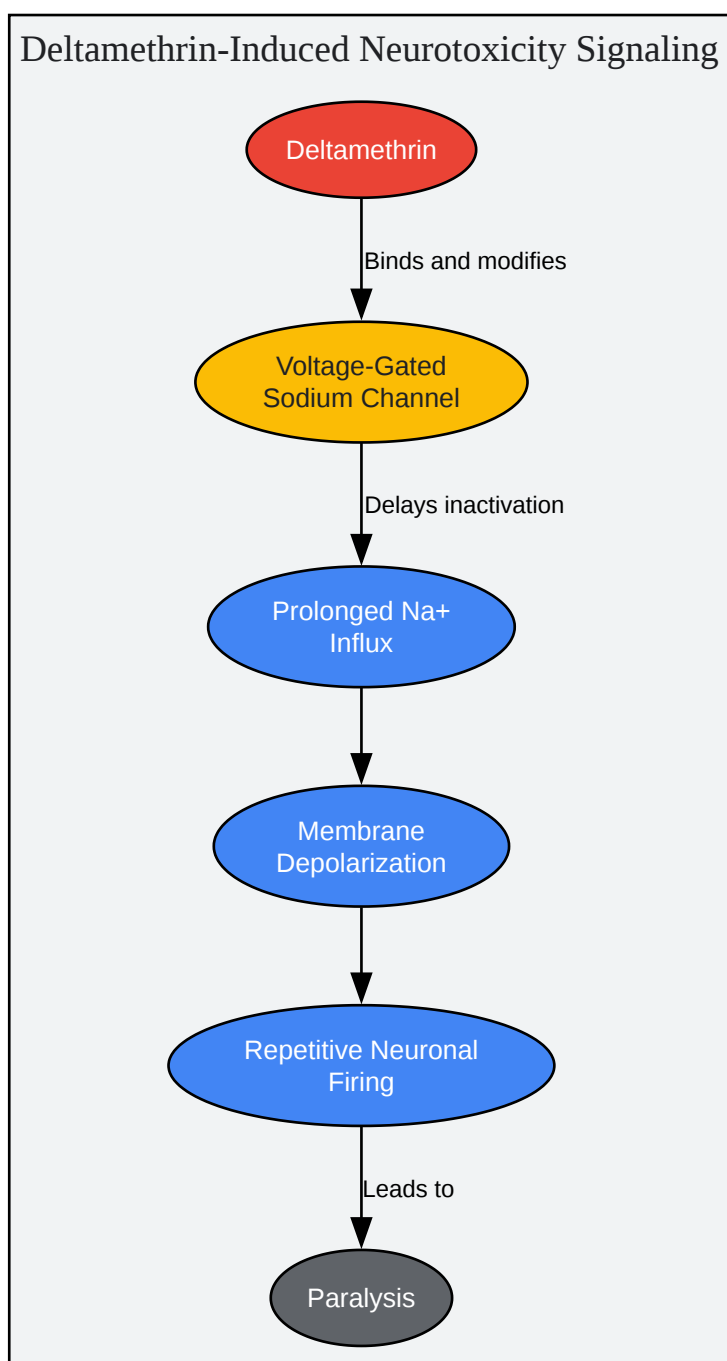 Deltamethrin-Induced Neurotoxicity Signaling
Deltamethrin
Binds and modifies
Voltage-Gated
Sodium Channel
Delays inactivation
Prolonged Na+
Influx
Membrane
Depolarization
Repetitive Neuronal
Firing
Leads to
Paralysis